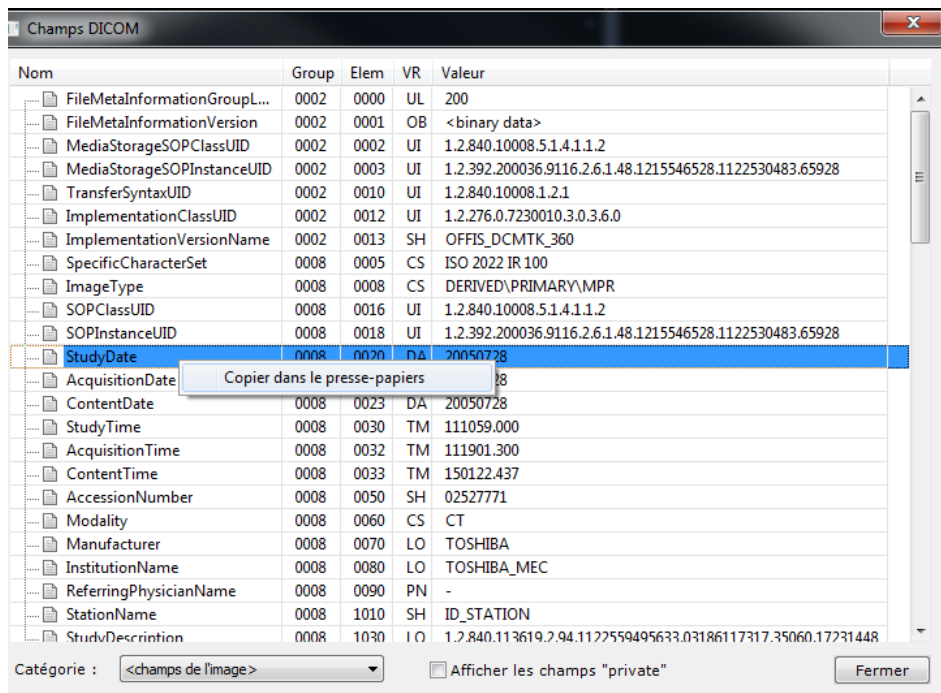 Champs DICOM
Nom Group Elem VR Valeur
FileMetaInformationGroupL... 0002 0000 UL 200
FileMetaInformationVersion 0002 0001 OB <binary data>
MediaStorageSOPClassUID 0002 0002 UI 1.2.840.10008.5.1.4.1.1.2
MediaStorageSOPInstanceUID 0002 0003 UI 1.2.392.200036.9116.2.6.1.48.1215546528.1122530483.65928
TransferSyntaxUID 0002 0010 UI 1.2.840.10008.1.2.1
ImplementationClassUID 0002 0012 UI 1.2.276.0.7230010.3.0.3.6.0
ImplementationVersionName 0002 0013 SH OFFIS_DCMTK_360
SpecificCharacterSet 0008 0005 CS ISO 2022 IR 100
ImageType 0008 0008 CS DERIVED\PRIMARY\MPR
SOPClassUID 0008 0016 UI 1.2.840.10008.5.1.4.1.1.2
SOPInstanceUID 0008 0018 UI 1.2.392.200036.9116.2.6.1.48.1215546528.1122530483.65928
StudyDate 0008 0020 DA 20050728
AcquisitionDate Copier dans le presse-papiers 28
ContentDate 0008 0023 DA 20050728
StudyTime 0008 0030 TM 111059.000
AcquisitionTime 0008 0032 TM 111901.300
ContentTime 0008 0033 TM 150122.437
AccessionNumber 0008 0050 SH 02527771
Modality 0008 0060 CS CT
Manufacturer 0008 0070 LO TOSHIBA
InstitutionName 0008 0080 LO TOSHIBA_MEC
ReferringPhysicianName 0008 0090 PN -
StationName 0008 1010 SH ID_STATION
StudyDescription 0008 1030 LO 1.2.840.113619.2.94.1122559495633.03186117317.35060.17231448
Catégorie : <champs de l'image> Afficher les champs "private" Fermer